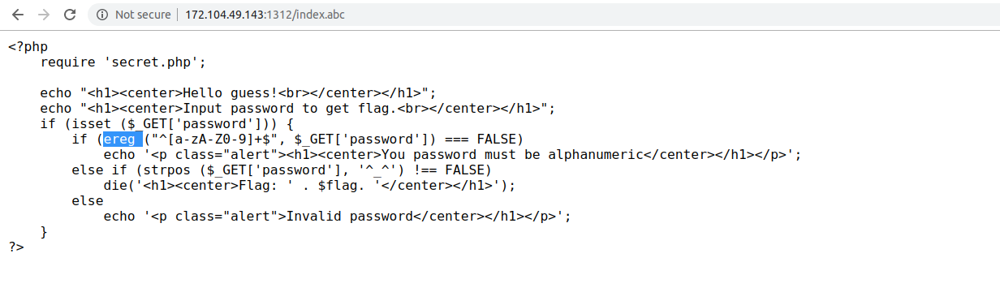 Not secure | 172.104.49.143:1312/index.abc
<?php
    require 'secret.php';

    echo "<h1><center>Hello guess!<br></center></h1>";
    echo "<h1><center>Input password to get flag.<br></center></h1>";
    if (isset ($_GET['password'])) {
        if (ereg ("^[a-zA-Z0-9]+$", $_GET['password']) === FALSE)
            echo '<p class="alert"><h1><center>You password must be alphanumeric</center></h1></p>';
        else if (strpos ($_GET['password'], '^_^') !== FALSE)
            die('<h1><center>Flag: ' . $flag. '</center></h1>');
        else
            echo '<p class="alert">Invalid password</center></h1></p>';
    }
?>